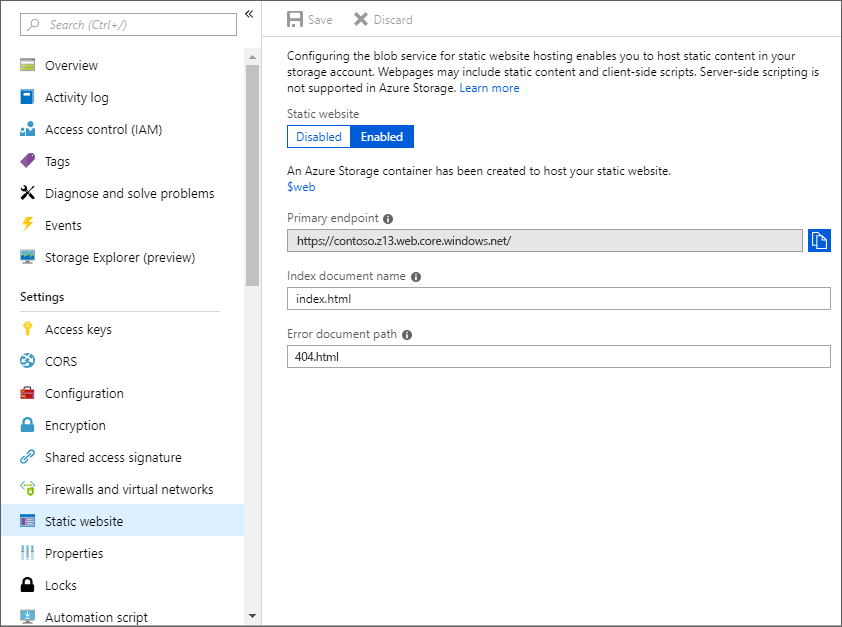 Search (Ctrl+/)
«
Overview
Activity log
Access control (IAM)
Tags
Diagnose and solve problems
Events
Storage Explorer (preview)
Settings
Access keys
CORS
Configuration
Encryption
Shared access signature
Firewalls and virtual networks
Static website
Properties
Locks
Automation script
Save Discard
Configuring the blob service for static website hosting enables you to host static content in your
storage account. Webpages may include static content and client-side scripts. Server-side scripting is
not supported in Azure Storage. Learn more
Static website
Disabled Enabled
An Azure Storage container has been created to host your static website.
$web
Primary endpoint
https://contoso.z13.web.core.windows.net/
Index document name
index.html
Error document path
404.html